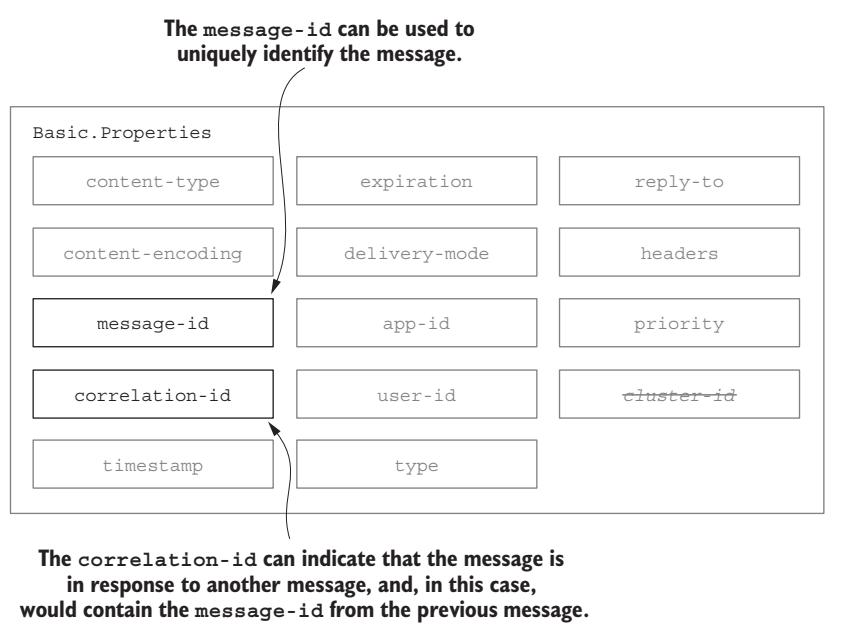 The message-id can be used to
uniquely identify the message.
Basic.Properties
content-type
expiration
reply-to
content-encoding
delivery-mode
headers
message-id
app-id
priority
correlation-id
user-id
cluster-id
timestamp
type
The correlation-id can indicate that the message is
in response to another message, and, in this case,
would contain the message-id from the previous message.